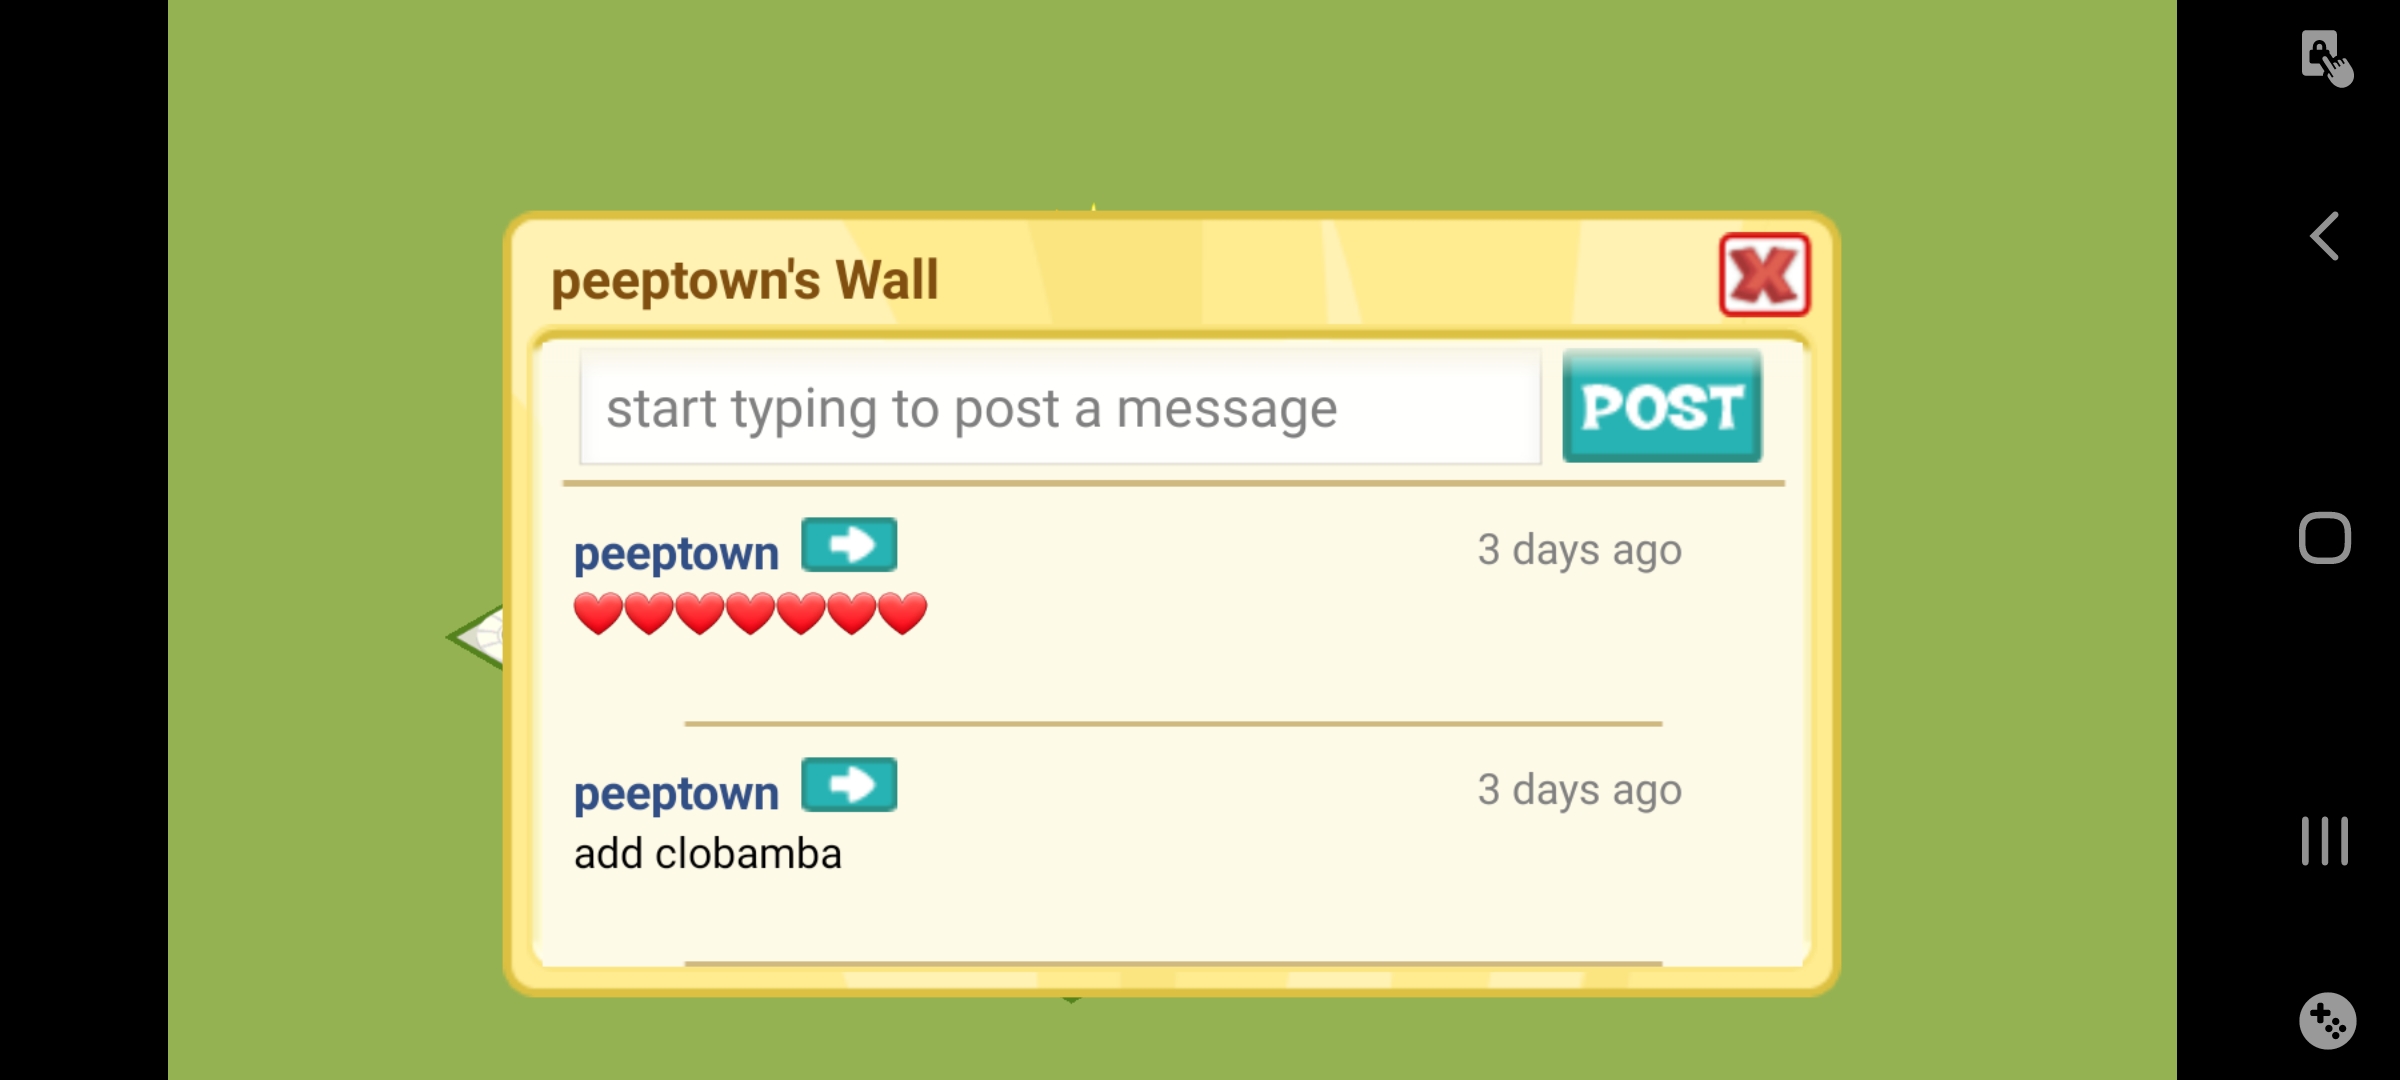 peeptown's Wall
start typing to post a message
POST
peeptown
3 days ago
❤️❤️❤️❤️❤️❤️❤️
peeptown
3 days ago
add clobamba